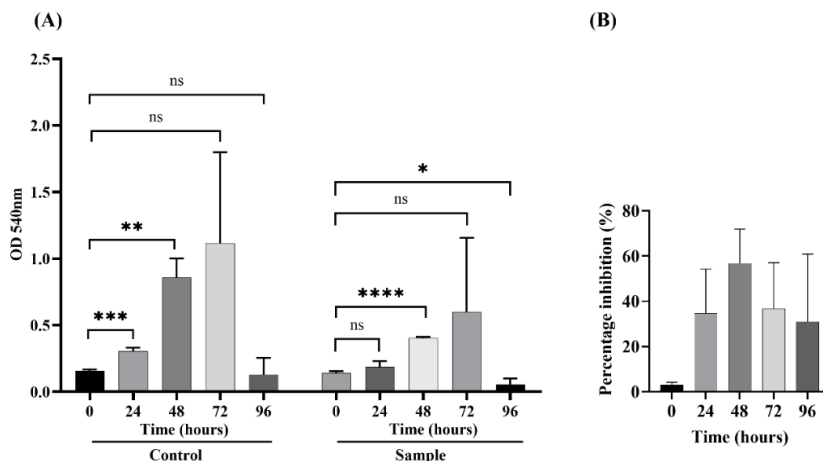 (A)
(B)
2.5
2.0
1.5
1.0
0.5
0.0
OD 540nm
ns
ns
**
***
*
ns
****
ns
0 24 48 72 96 0 24 48 72 96
Time (hours) Time (hours)
Control Sample
80
60
40
20
0
Percentage inhibition (%)
0 24 48 72 96
Time (hours)